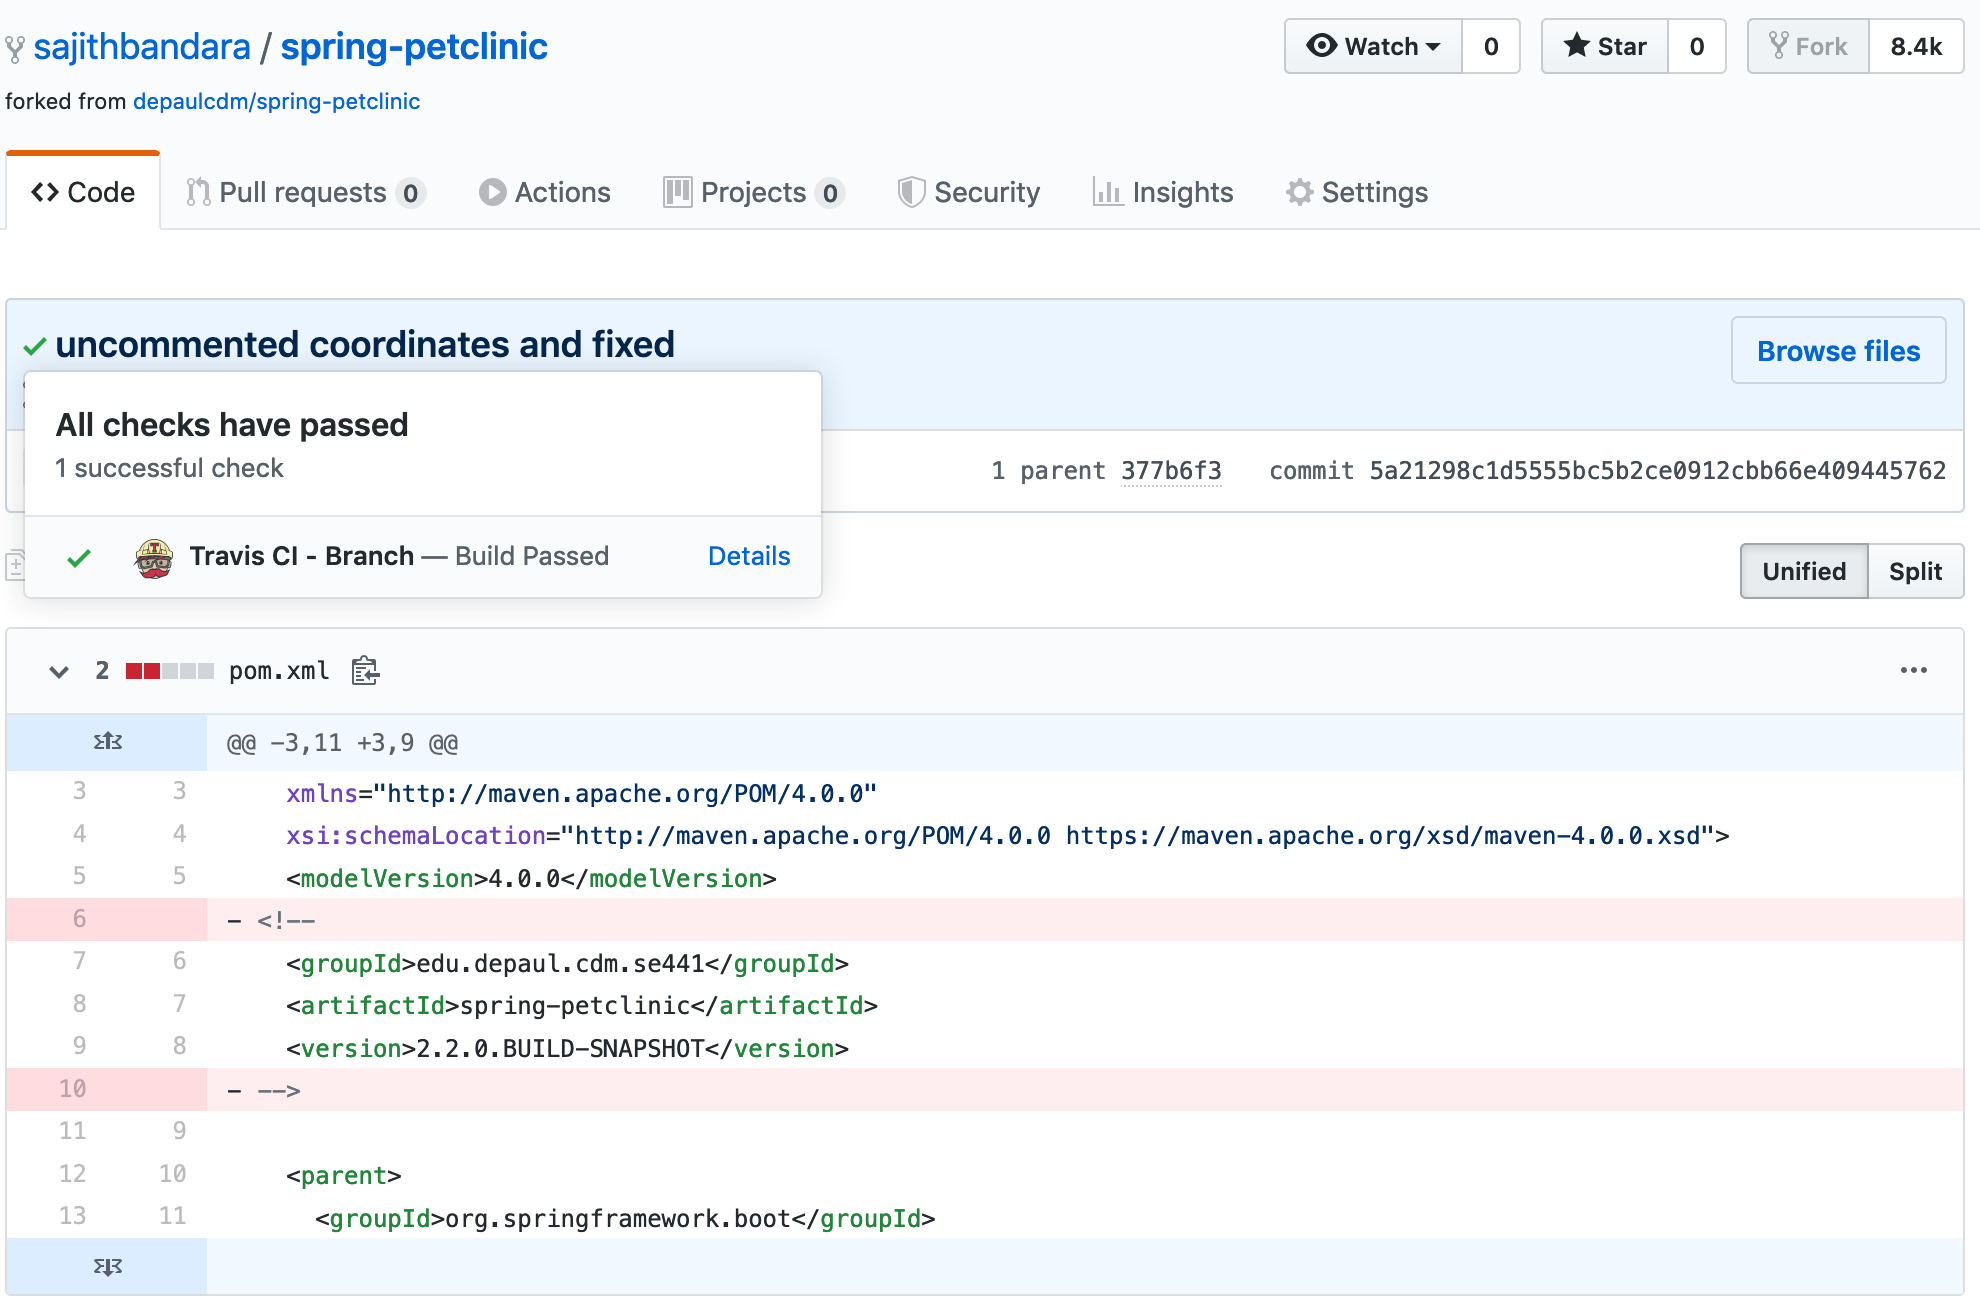 sajithbandara / spring-petclinic
Watch 0
Star 0
Fork 8.4k
forked from depaulcdm/spring-petclinic
Code
Pull requests 0
Actions
Projects 0
Security
Insights
Settings
uncommented coordinates and fixed
Browse files
All checks have passed
1 successful check
1 parent 377b6f3 commit 5a21298c1d5555bc5b2ce0912cbb66e409445762
Travis CI - Branch — Build Passed Details
Unified Split
2 pom.xml
@@ -3,11 +3,9 @@
3 3 xmlns="http://maven.apache.org/POM/4.0.0"
4 4 xsi:schemaLocation="http://maven.apache.org/POM/4.0.0 https://maven.apache.org/xsd/maven-4.0.0.xsd">
5 5 <modelVersion>4.0.0</modelVersion>
6 - <!--
7 6 <groupId>edu.depaul.cdm.se441</groupId>
8 7 <artifactId>spring-petclinic</artifactId>
9 8 <version>2.2.0.BUILD-SNAPSHOT</version>
10 - -->
11 9
12 10 <parent>
13 11 <groupId>org.springframework.boot</groupId>